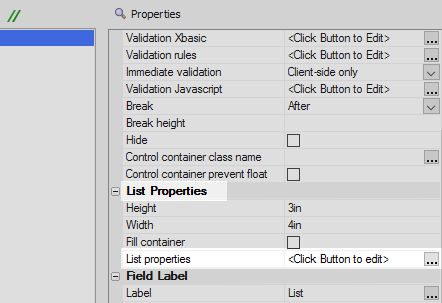 //
Properties
Validation Xbasic <Click Button to Edit> ...
Validation rules <Click Button to Edit> ...
Immediate validation Client-side only
Validation Javascript <Click Button to Edit> ...
Break After
Break height
Hide
Control container class name ...
Control container prevent float
List Properties
Height 3in
Width 4in
Fill container
List properties <Click Button to edit> ...
Field Label
Label List ...